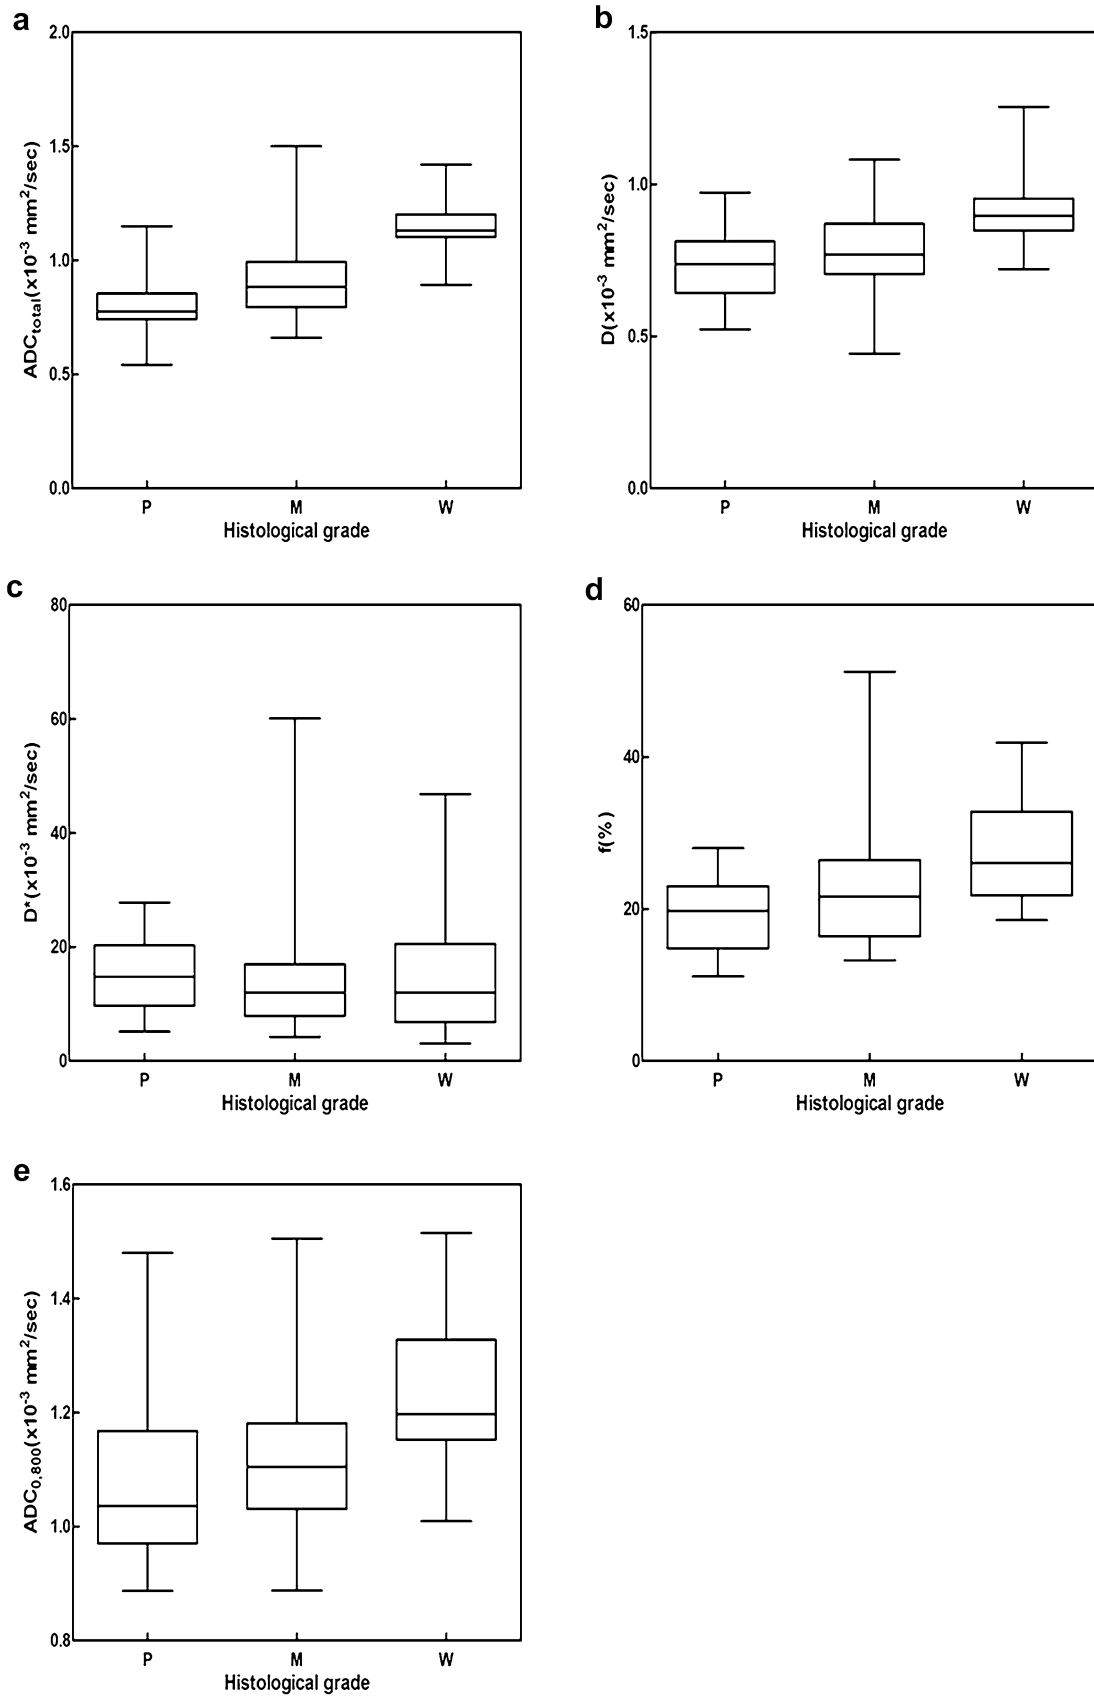 a
2.0
1.5
1.0
0.5
0.0
ADCtotal(x10-3 mm2/sec)
P M W
Histological grade
b
1.5
1.0
0.5
0.0
D(x10-3 mm2/sec)
P M W
Histological grade
c
80
60
40
20
0
D*(x10-3 mm2/sec)
P M W
Histological grade
d
60
40
20
0
f(%)
P M W
Histological grade
e
1.6
1.4
1.2
1.0
0.8
ADC0,800(x10-3 mm2/sec)
P M W
Histological grade